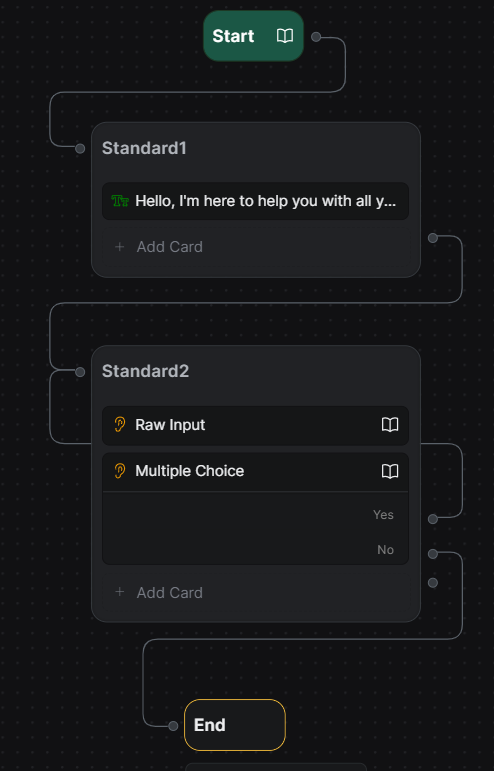 Start
Standard1
Hello, I'm here to help you with all y...
+ Add Card
Standard2
Raw Input
Multiple Choice
Yes
No
+ Add Card
End